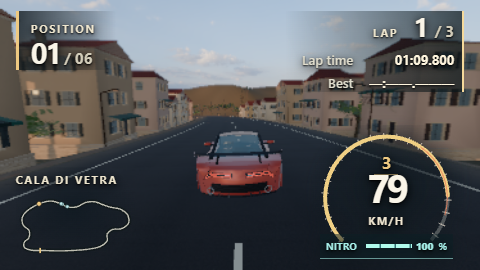 POSITION
01 / 06
LAP 1 / 3
Lap time 01:09.800
Best --:--.---
CALA DI VETRA
3
79
KM/H
NITRO 100 %